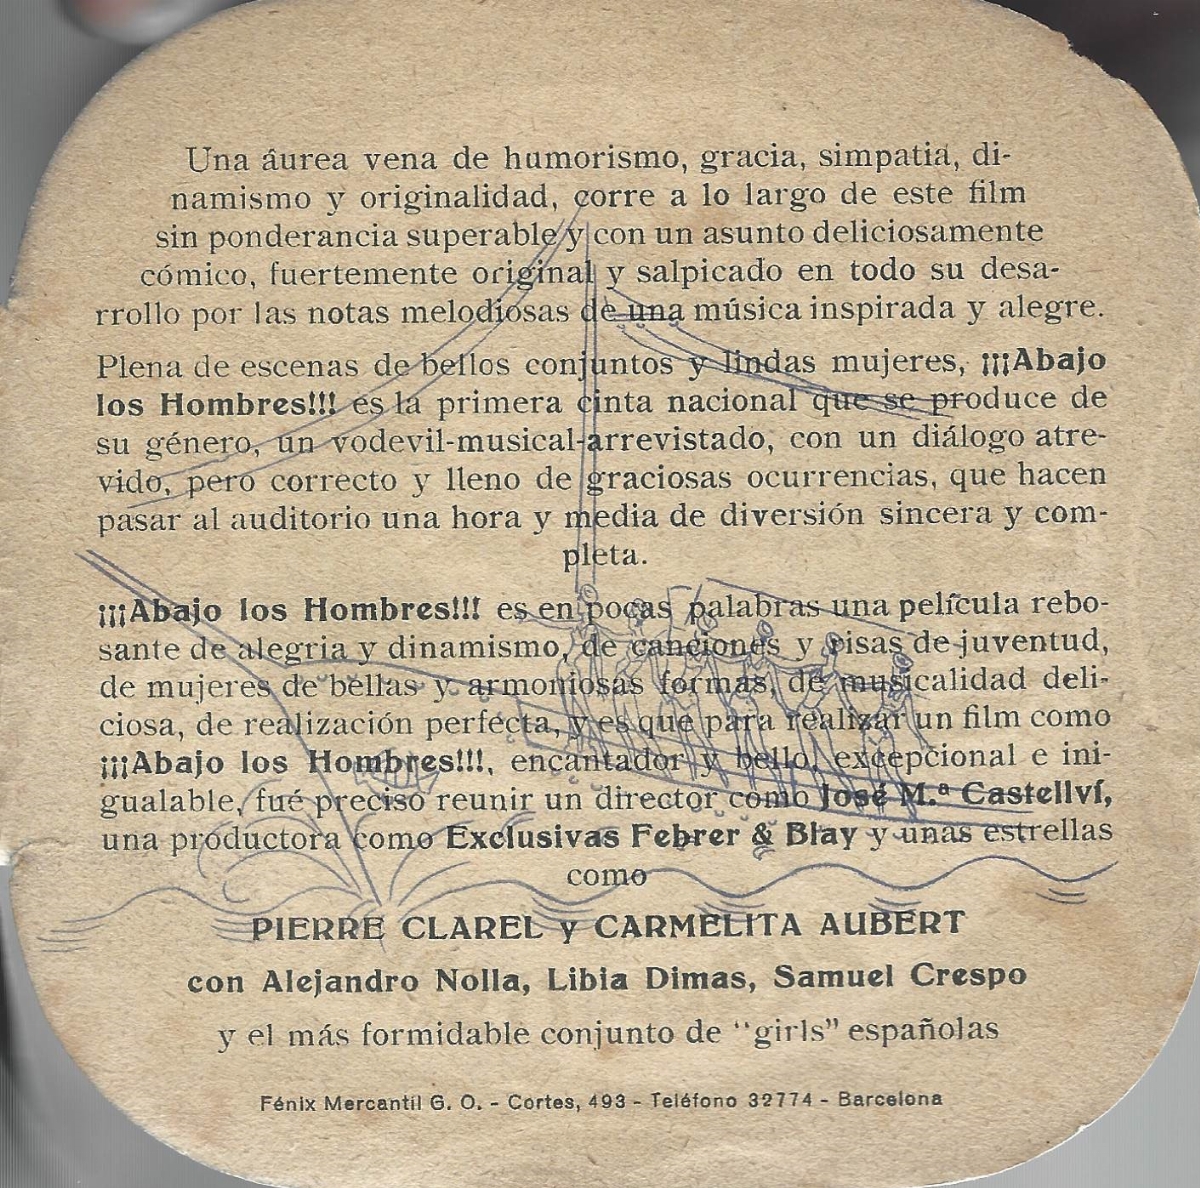 Una áurea vena de humorismo, gracia, simpatia, di-
namismo y originalidad, corre a lo largo de este film
sin ponderancia superable y con un asunto deliciosamente
cómico, fuertemente original y salpicado en todo su desa-
rrollo por las notas melodiosas de una música inspirada y alegre.
Plena de escenas de bellos conjuntos y lindas mujeres, ¡¡¡Abajo
los Hombres!!! es la primera cinta nacional que se produce de
su género, un vodevil-musical-arrevistado, con un diálogo atre-
vido, pero correcto y lleno de graciosas ocurrencias, que hacen
pasar al auditorio una hora y media de diversión sincera y com-
pleta.
¡¡¡Abajo los Hombres!!! es en pocas palabras una película rebo-
sante de alegria y dinamismo, de canciones y risas de juventud,
de mujeres de bellas y armoniosas formas, de musicalidad deli-
ciosa, de realización perfecta, y es que para realizar un film como
¡¡¡Abajo los Hombres!!!, encantador y bello, excepcional e ini-
gualable, fué preciso reunir un director como José M.ª Castellví,
una productora como Exclusivas Febrer & Blay y unas estrellas
como
PIERRE CLAREL y CARMELITA AUBERT
con Alejandro Nolla, Libia Dimas, Samuel Crespo
y el más formidable conjunto de "girls" españolas
Fénix Mercantil G. O. - Cortes, 493 - Teléfono 32774 - Barcelona